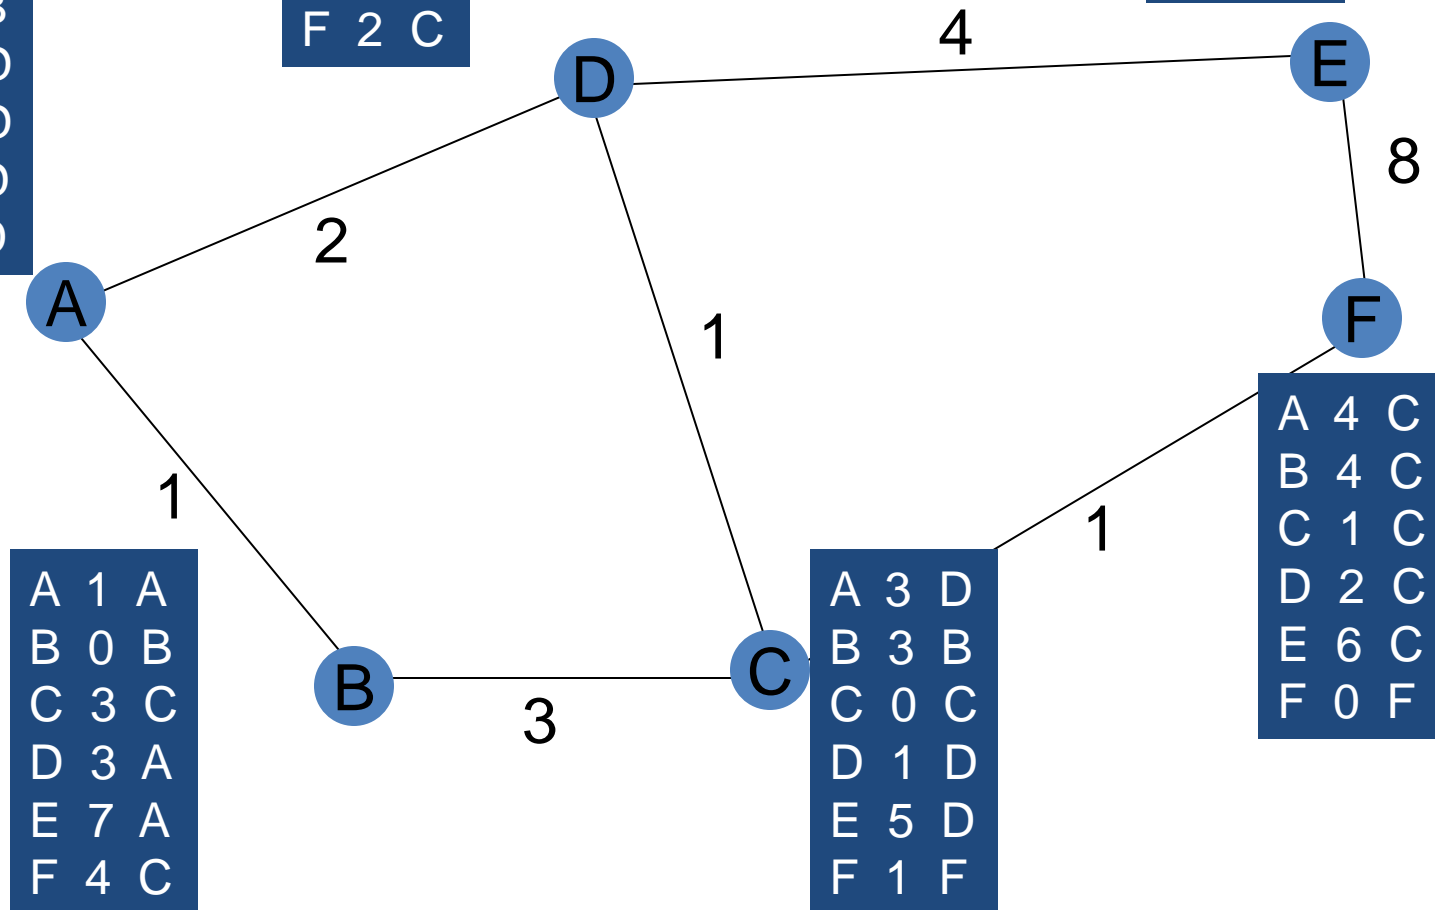 F 2 C
4
D
E
8
2
A
1
F
A 4 C
B 4 C
C 1 C
D 2 C
E 6 C
F 0 F
1
1
A 1 A
B 0 B
C 3 C
D 3 A
E 7 A
F 4 C
B
3
C
A 3 D
B 3 B
C 0 C
D 1 D
E 5 D
F 1 F